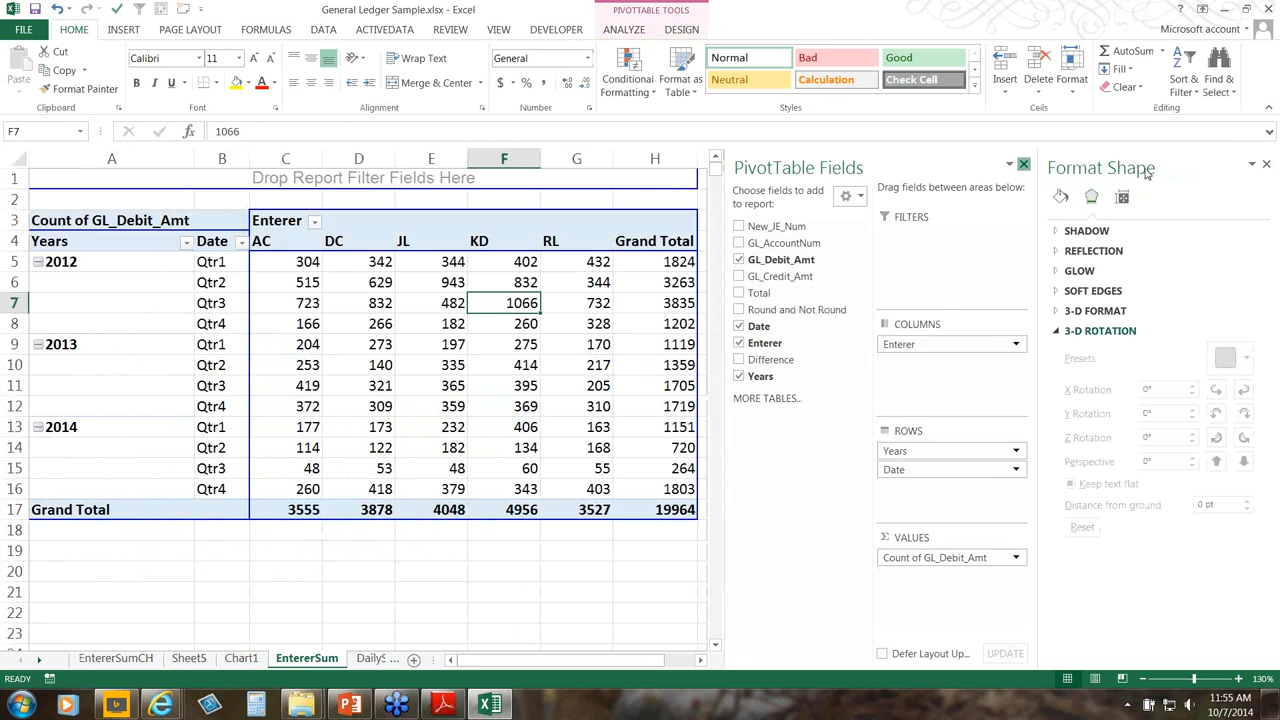 General Ledger Sample.xlsx - Excel
PIVOTTABLE TOOLS
FILE HOME INSERT PAGE LAYOUT FORMULAS DATA ACTIVEDATA REVIEW VIEW DEVELOPER ANALYZE DESIGN Microsoft account
Paste
Cut
Copy
Format Painter
Clipboard
Calibri 11
B I U
Font
Wrap Text
Merge & Center
Alignment
General
$ % ,
Number
Conditional Formatting
Format as Table
Normal Bad Good
Neutral Calculation Check Cell
Styles
Insert Delete Format
Cells
AutoSum
Fill
Clear
Sort & Filter
Find & Select
Editing
F7 fx 1066
A B C D E F G H
1 Drop Report Filter Fields Here
2
3 Count of GL_Debit_Amt Enterer
4 Years Date AC DC JL KD RL Grand Total
5 2012 Qtr1 304 342 344 402 432 1824
6 Qtr2 515 629 943 832 344 3263
7 Qtr3 723 832 482 1066 732 3835
8 Qtr4 166 266 182 260 328 1202
9 2013 Qtr1 204 273 197 275 170 1119
10 Qtr2 253 140 335 414 217 1359
11 Qtr3 419 321 365 395 205 1705
12 Qtr4 372 309 359 369 310 1719
13 2014 Qtr1 177 173 232 406 163 1151
14 Qtr2 114 122 182 134 168 720
15 Qtr3 48 53 48 60 55 264
16 Qtr4 260 418 379 343 403 1803
17 Grand Total 3555 3878 4048 4956 3527 19964
18
19
20
21
22
23
PivotTable Fields
Choose fields to add to report:
New_JE_Num
GL_AccountNum
GL_Debit_Amt
GL_Credit_Amt
Total
Round and Not Round
Date
Enterer
Difference
Years
MORE TABLES...
Drag fields between areas below:
FILTERS
COLUMNS
Enterer
ROWS
Years
Date
VALUES
Count of GL_Debit_Amt
Defer Layout Up... UPDATE
Format Shape
SHADOW
REFLECTION
GLOW
SOFT EDGES
3-D FORMAT
3-D ROTATION
Presets
X Rotation 0°
Y Rotation 0°
Z Rotation 0°
Perspective 0°
Keep text flat
Distance from ground 0 pt
Reset
EntererSumCH Sheet5 Chart1 EntererSum DailyS ...
READY 130%
11:55 AM
10/7/2014